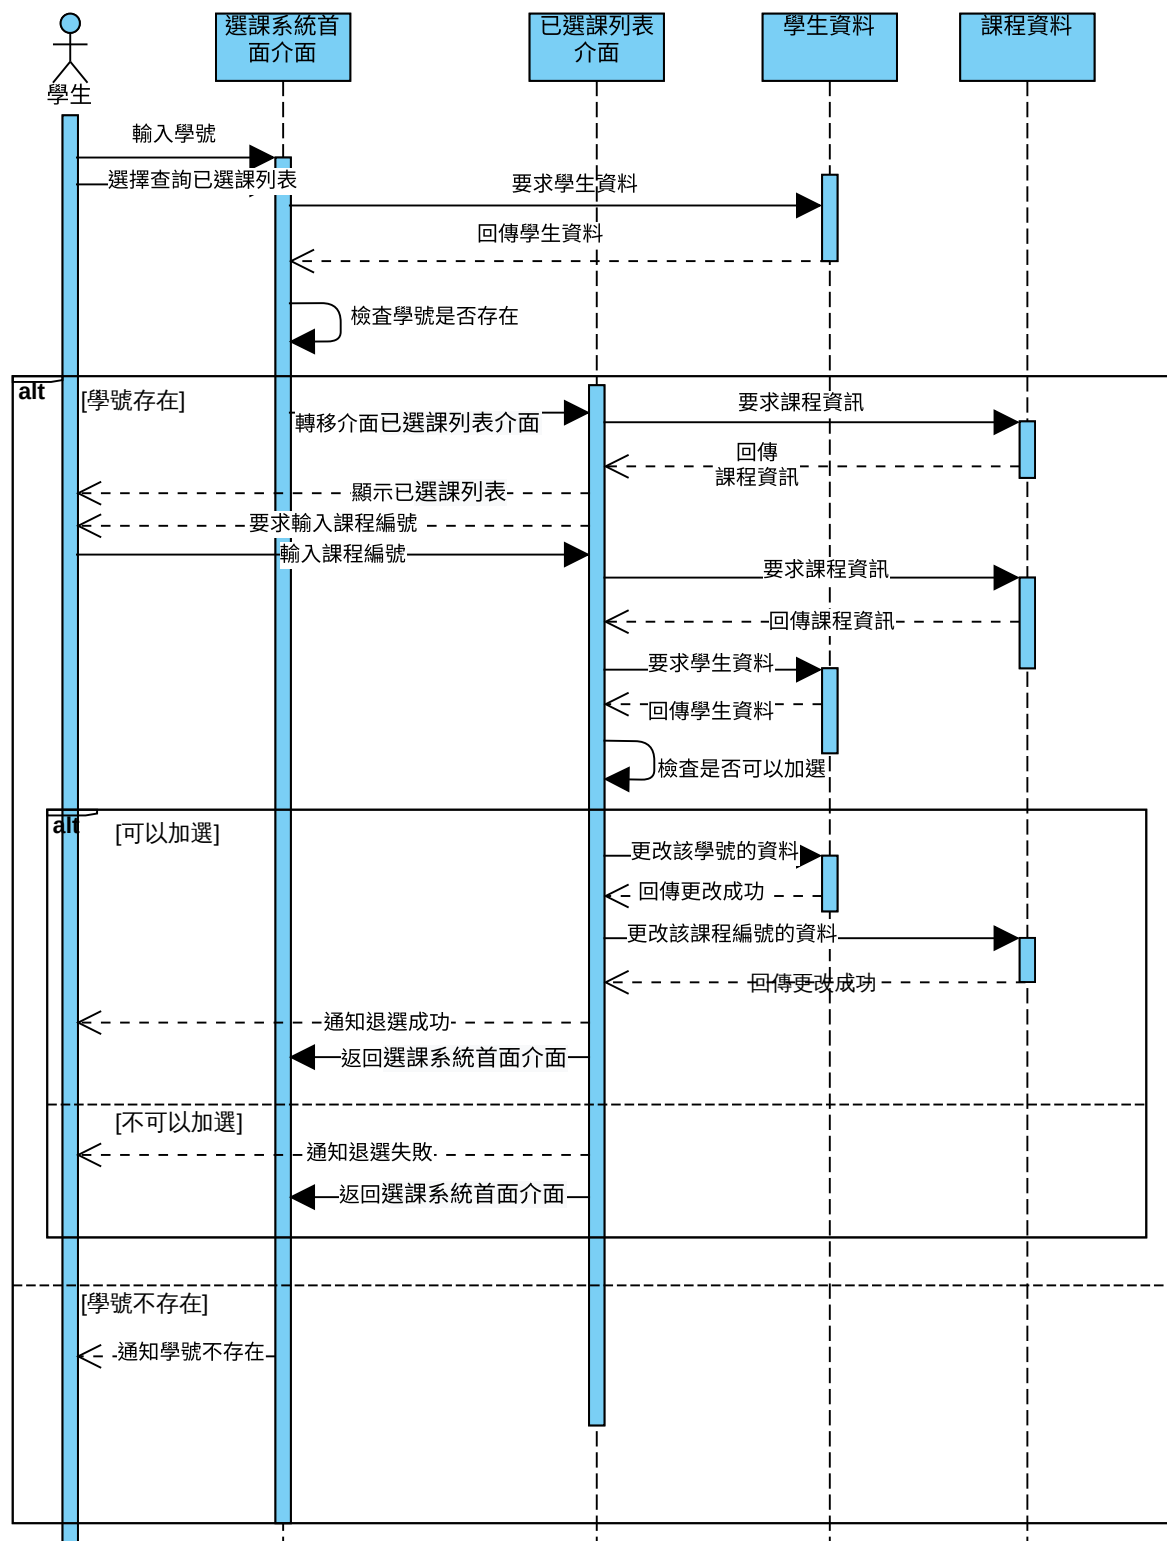 選課系統首
面介面
已選課列表
介面
學生資料
課程資料
學生
輸入學號
選擇查詢已選課列表
要求學生資料
回傳學生資料
檢查學號是否存在
alt
[學號存在]
轉移介面已選課列表介面
要求課程資訊
回傳
課程資訊
顯示已選課列表
要求輸入課程編號
輸入課程編號
要求課程資訊
回傳課程資訊
要求學生資料
回傳學生資料
檢查是否可以加選
alt
[可以加選]
更改該學號的資料
回傳更改成功
更改該課程編號的資料
回傳更改成功
通知退選成功
返回選課系統首面介面
[不可以加選]
通知退選失敗
返回選課系統首面介面
[學號不存在]
通知學號不存在